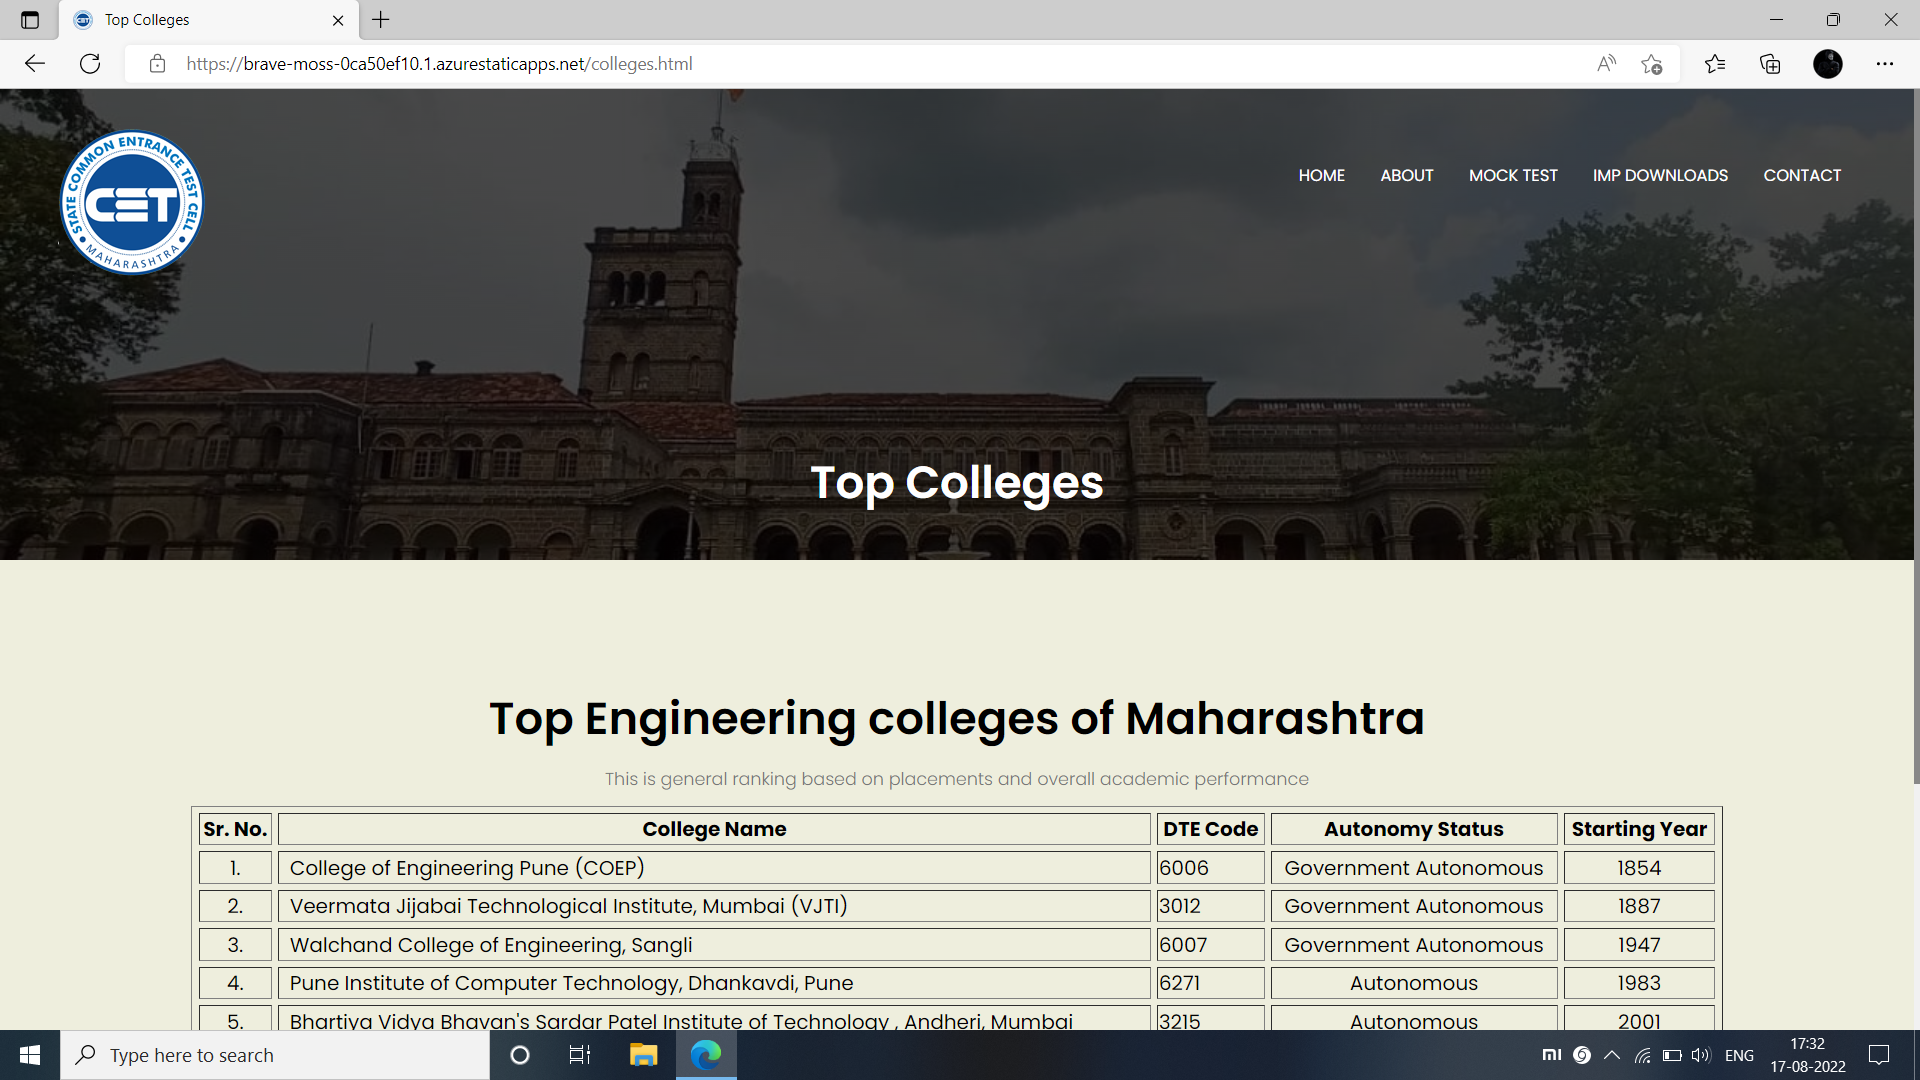 Top Colleges
https://brave-moss-0ca50ef10.1.azurestaticapps.net/colleges.html
STATE COMMON ENTRANCE TEST CELL
CET
MAHARASHTRA
HOME ABOUT MOCK TEST IMP DOWNLOADS CONTACT
Top Colleges
Top Engineering colleges of Maharashtra
This is general ranking based on placements and overall academic performance
Sr. No. College Name DTE Code Autonomy Status Starting Year
1. College of Engineering Pune (COEP) 6006 Government Autonomous 1854
2. Veermata Jijabai Technological Institute, Mumbai (VJTI) 3012 Government Autonomous 1887
3. Walchand College of Engineering, Sangli 6007 Government Autonomous 1947
4. Pune Institute of Computer Technology, Dhankavdi, Pune 6271 Autonomous 1983
5. Bhartiya Vidya Bhavan's Sardar Patel Institute of Technology , Andheri, Mumbai 3215 Autonomous 2001
Type here to search
mi
ENG
17:32
17-08-2022